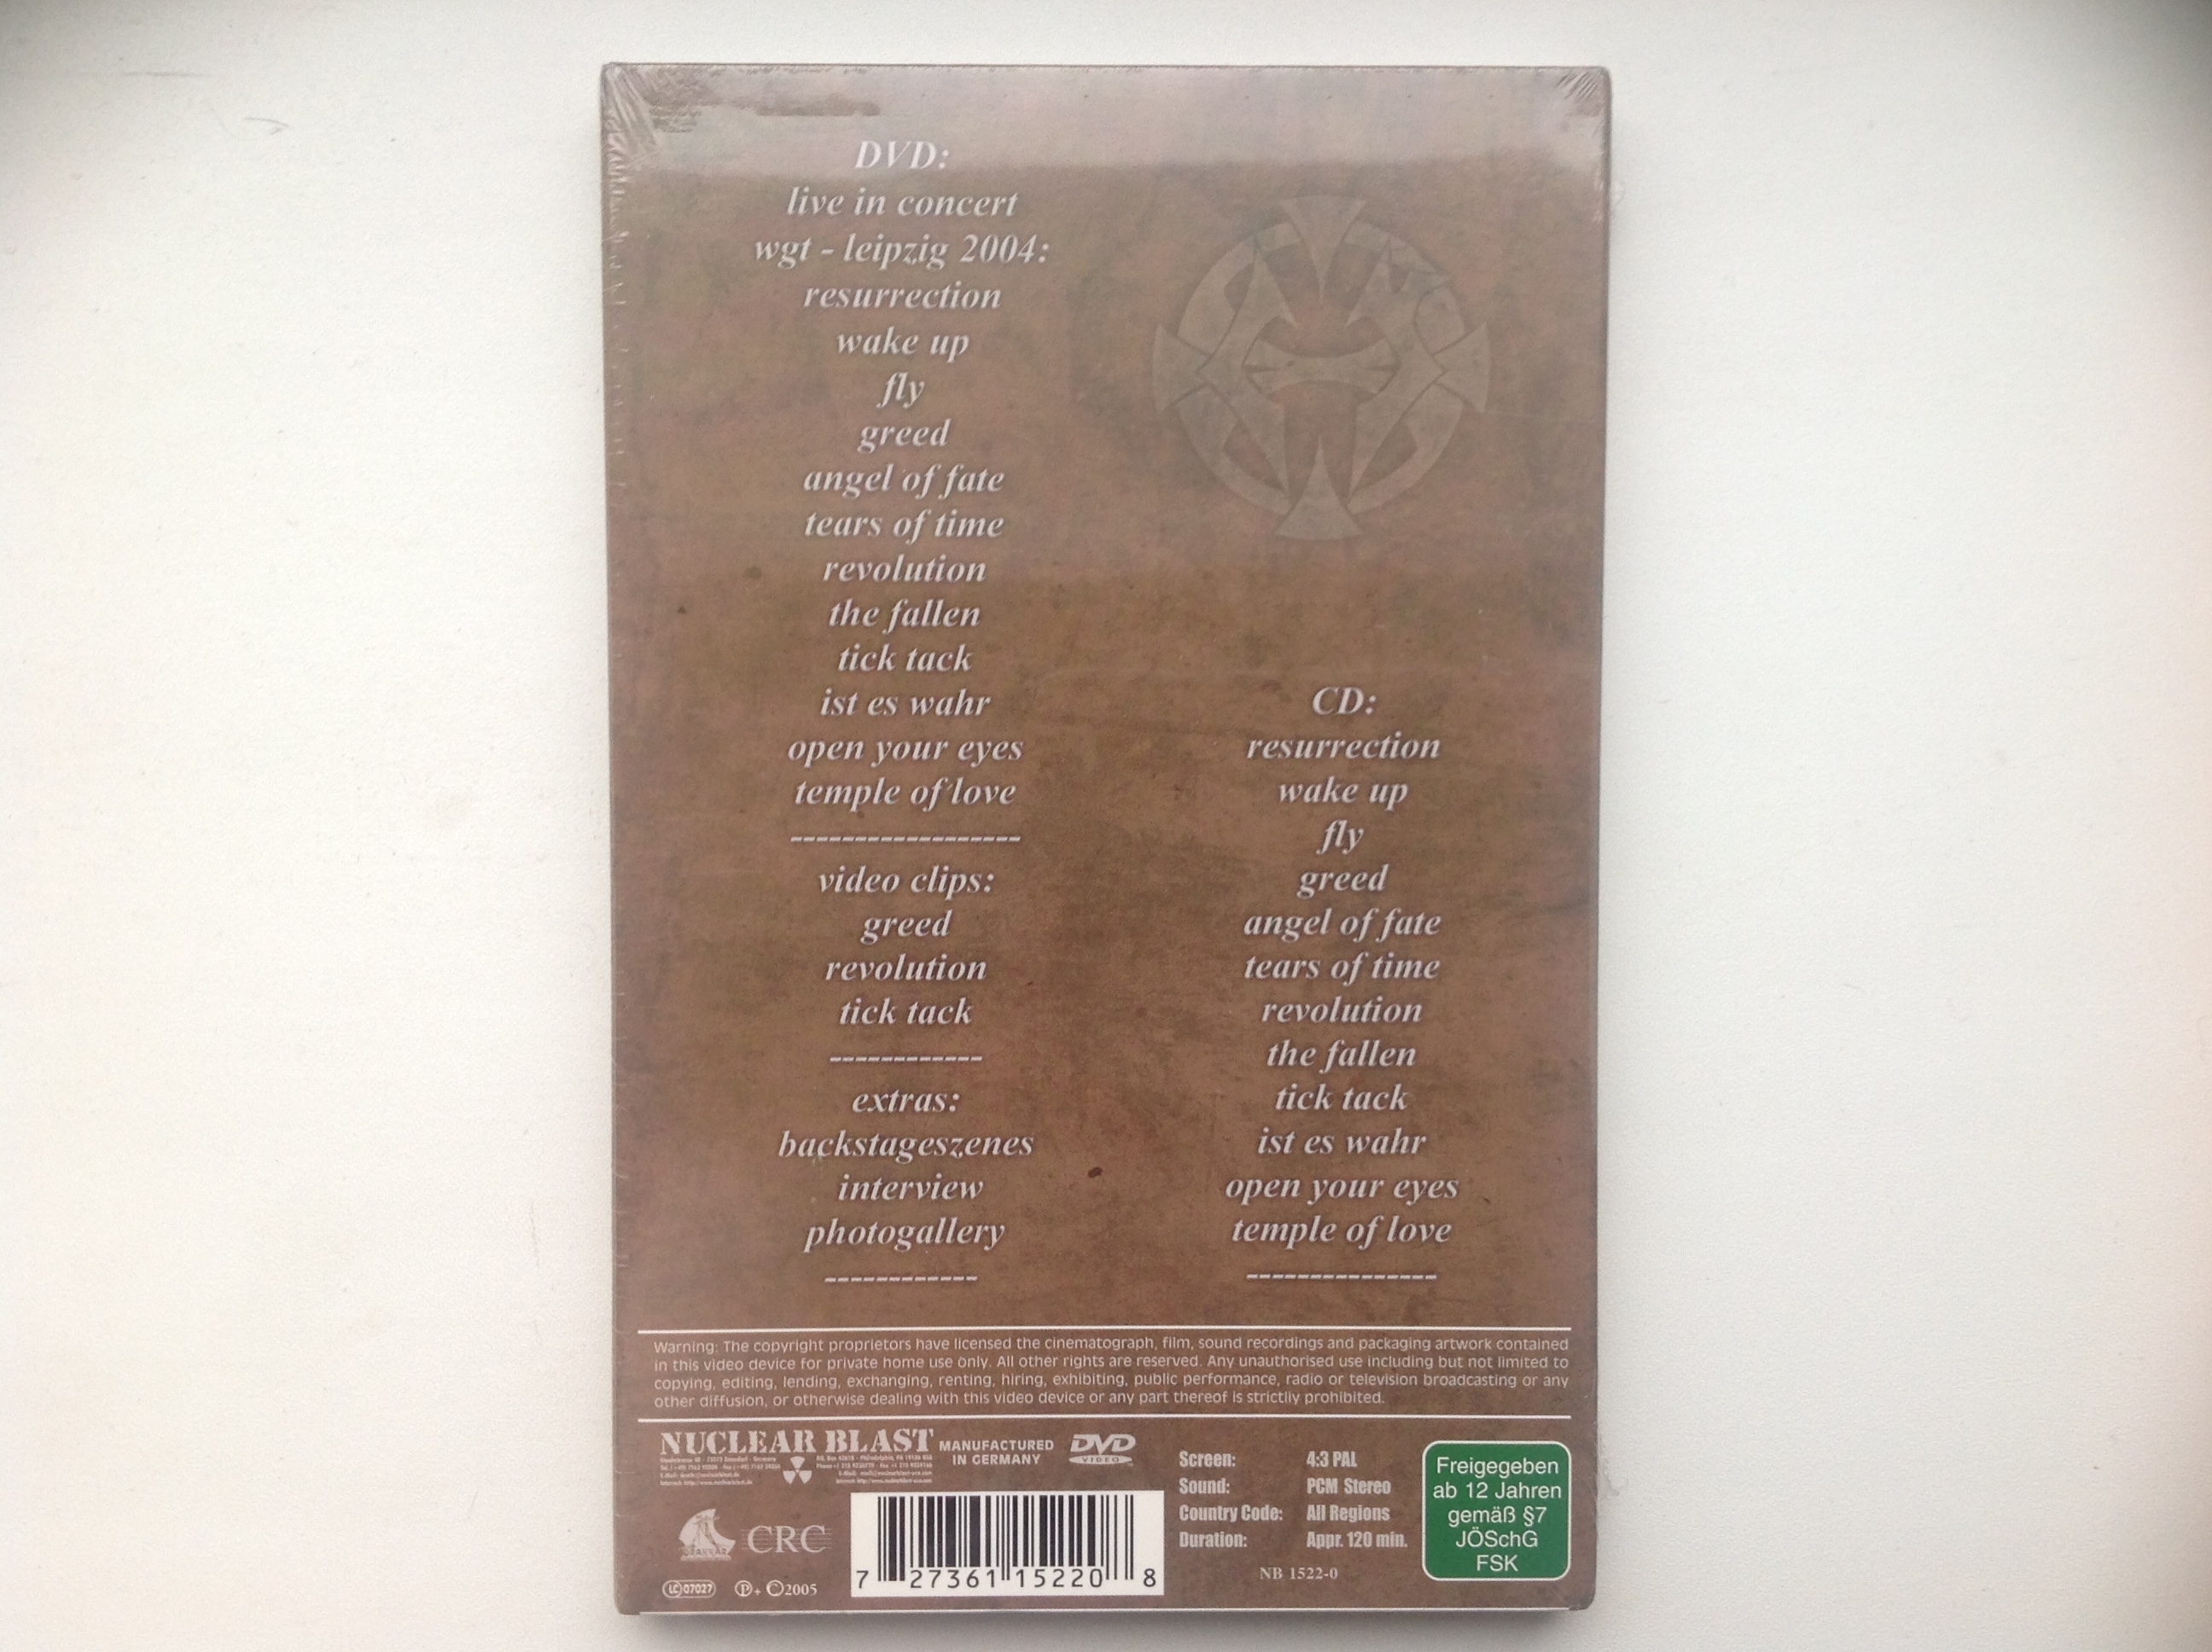 DVD:
live in concert
wgt - leipzig 2004:
resurrection
wake up
fly
greed
angel of fate
tears of time
revolution
the fallen
tick tack
ist es wahr
open your eyes
temple of love
------------------
video clips:
greed
revolution
tick tack
------------
extras:
backstageszenes
interview
photogallery
------------
CD:
resurrection
wake up
fly
greed
angel of fate
tears of time
revolution
the fallen
tick tack
ist es wahr
open your eyes
temple of love
---------------
Warning: The copyright proprietors have licensed the cinematograph, film, sound recordings and packaging artwork contained
in this video device for private home use only. All other rights are reserved. Any unauthorised use including but not limited to
copying, editing, lending, exchanging, renting, hiring, exhibiting, public performance, radio or television broadcasting or any
other diffusion, or otherwise dealing with this video device or any part thereof is strictlly prohibited.
NUCLEAR BLAST
MANUFACTURED
IN GERMANY
DVD
VIDEO
CRC
LC 07027
℗ + ©2005
7 27361 15220 8
Screen: 4:3 PAL
Sound: PCM Stereo
Country Code: All Regions
Duration: Appr. 120 min.
NB 1522-0
Freigegeben
ab 12 Jahren
gemäß §7
JÖSchG
FSK